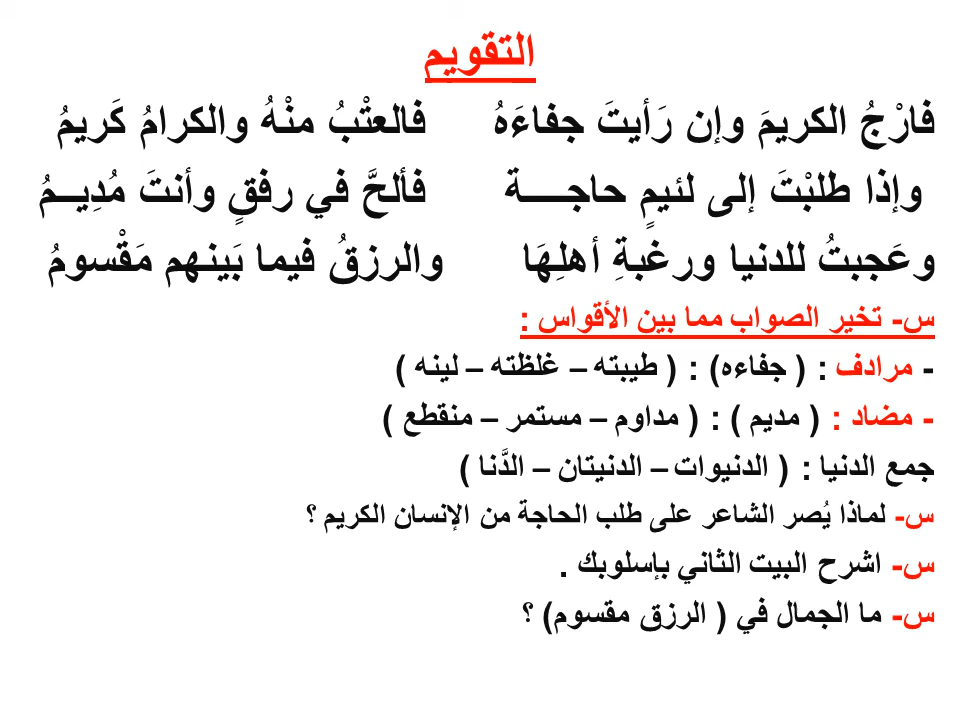 التقويم
فارْجُ الكريمَ وإن رَأيتَ جفاءَهُ فالعتْبُ منْهُ والكرامُ كَريمُ
وإذا طلبْتَ إلى لئيمٍ حاجــــة فألحَّ في رفقٍ وأنتَ مُدِيــمُ
وعَجبتُ للدنيا ورغبةِ أهلِهَا والرزقُ فيما بَينهم مَقْسومُ
س- تخير الصواب مما بين الأقواس :
- مرادف : ( جفاءه) : ( طيبته – غلظته – لينه )
- مضاد : ( مديم ) : ( مداوم – مستمر – منقطع )
جمع الدنيا : ( الدنيوات – الدنيتان – الدَّنا )
س- لماذا يُصر الشاعر على طلب الحاجة من الإنسان الكريم ؟
س- اشرح البيت الثاني بإسلوبك .
س- ما الجمال في ( الرزق مقسوم) ؟